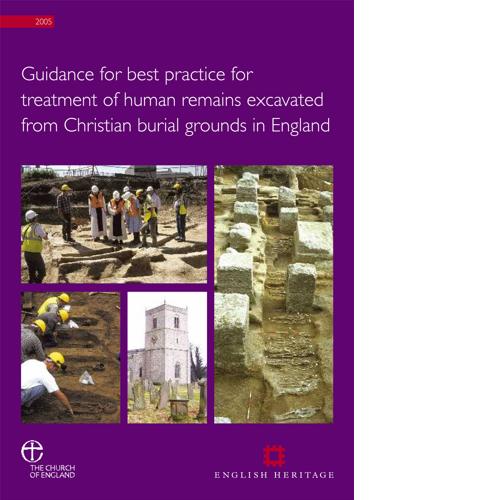 2005
Guidance for best practice for
treatment of human remains excavated
from Christian burial grounds in England
THE CHURCH
OF ENGLAND
ENGLISH HERITAGE